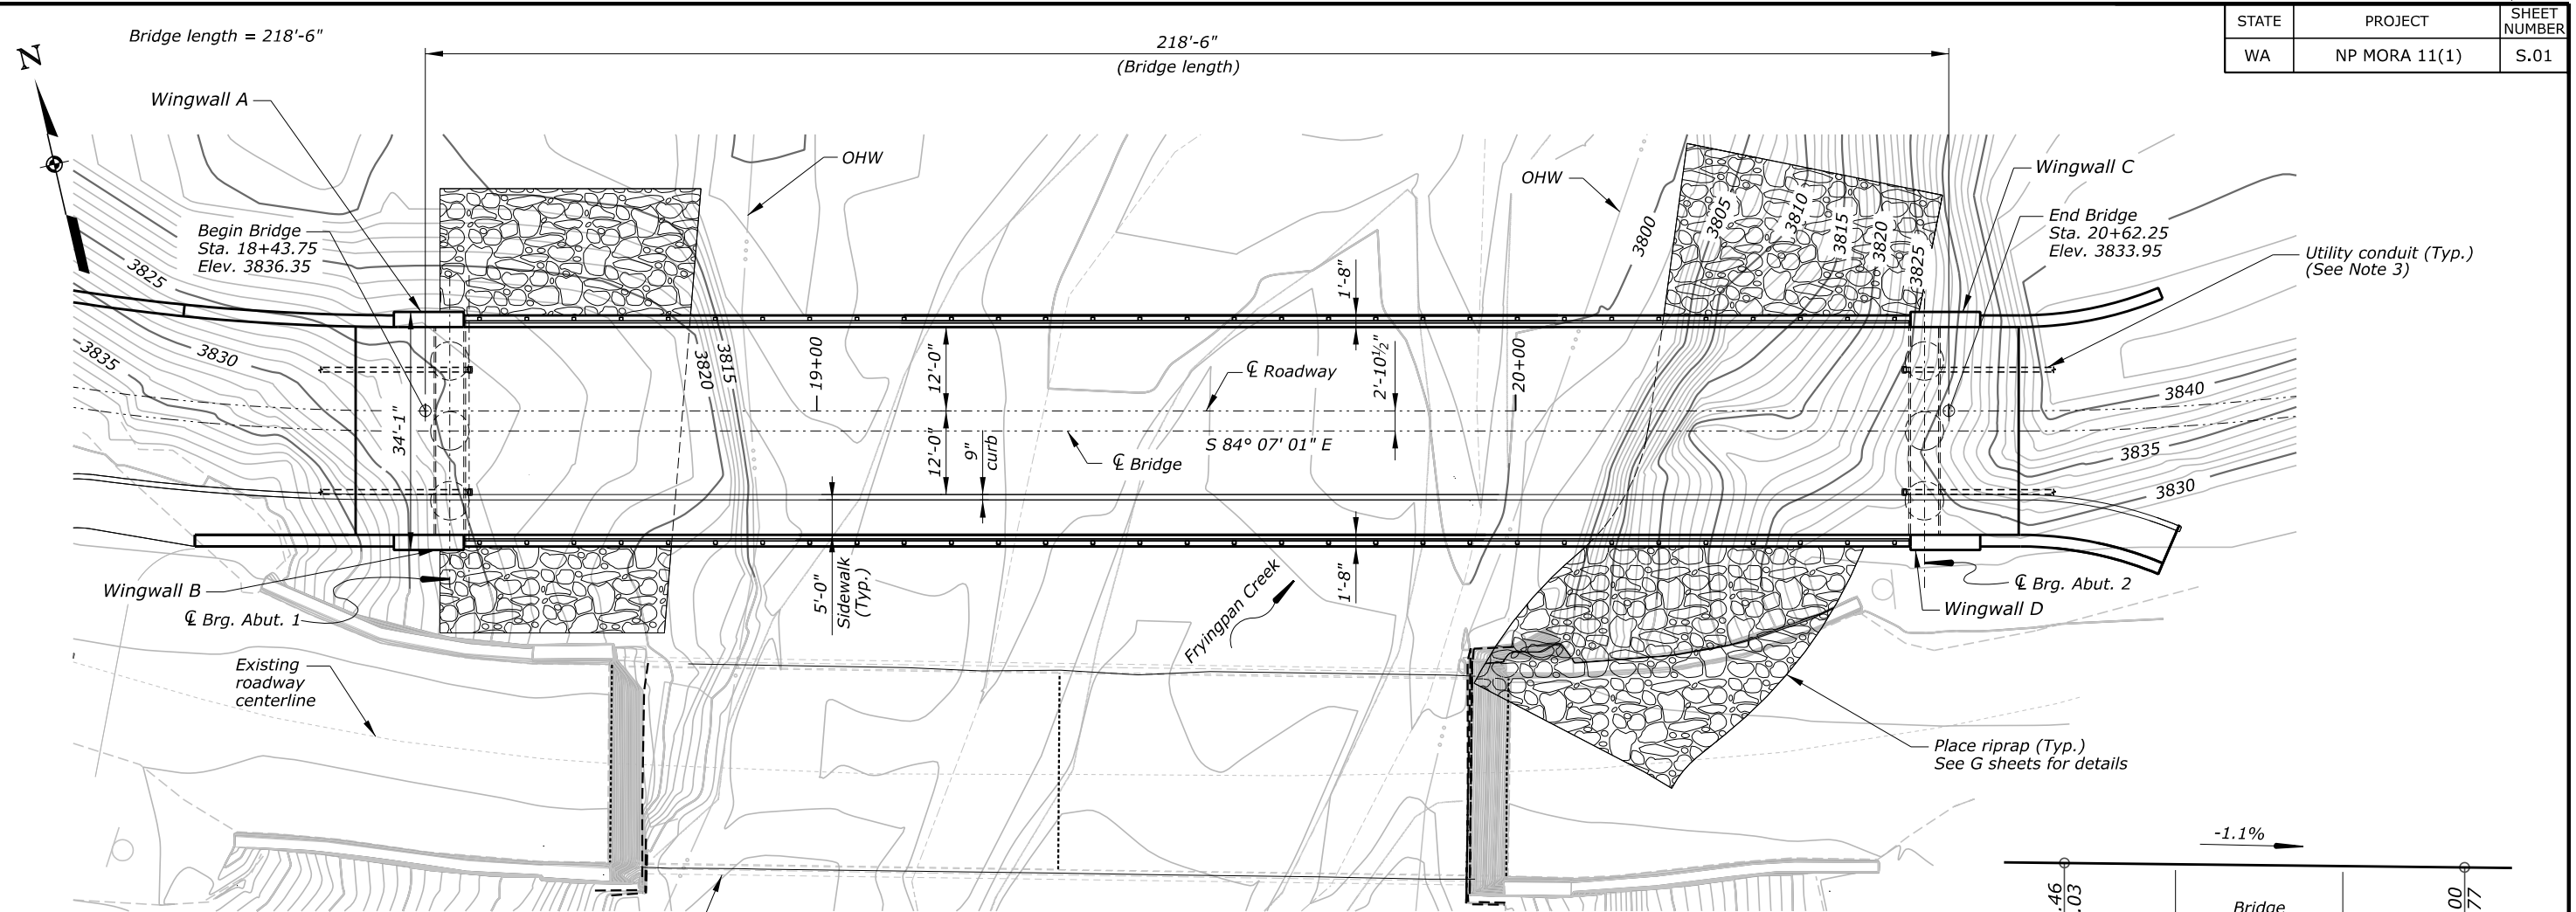 STATE
PROJECT
SHEET
NUMBER
WA
NP MORA 11(1)
S.01
Bridge length = 218'-6"
218'-6"
(Bridge length)
N
Wingwall A
OHW
OHW
Wingwall C
Begin Bridge
Sta. 18+43.75
Elev. 3836.35
End Bridge
Sta. 20+62.25
Elev. 3833.95
Utility conduit (Typ.)
(See Note 3)
3800
3805
3810
3815
3820
3825
3825
3830
3835
3820
3815
34'-1"
19+00
12'-0"
12'-0"
9"
curb
1'-8"
℄ Roadway
2'-10½"
20+00
S 84° 07' 01" E
℄ Bridge
3840
3835
3830
5'-0"
Sidewalk
(Typ.)
1'-8"
Fryingpan Creek
Wingwall B
℄ Brg. Abut. 1
℄ Brg. Abut. 2
Wingwall D
Existing
roadway
centerline
Place riprap (Typ.)
See G sheets for details
-1.1%
.46
.03
Bridge
00
77